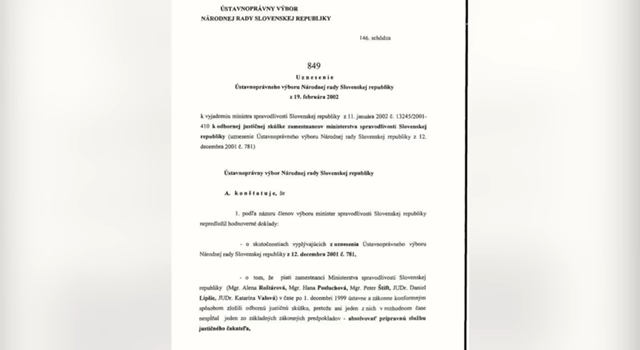 ÚSTAVNOPRÁVNY VÝBOR
NÁRODNEJ RADY SLOVENSKEJ REPUBLIKY
146. schôdza
849
Uznesenie
Ústavnoprávneho výboru Národnej rady Slovenskej republiky
z 19. februára 2002
k vyjadreniu ministra spravodlivosti Slovenskej republiky z 11. januára 2002 č. 13245/2001-
410 k odbornej justičnej skúške zamestnancov ministerstva spravodlivosti Slovenskej
republiky (uznesenie Ústavnoprávneho výboru Národnej rady Slovenskej republiky z 12.
decembra 2001 č. 781)
Ústavnoprávny výbor Národnej rady Slovenskej republiky
A. konštatuje, že
1. podľa názoru členov výboru minister spravodlivosti Slovenskej republiky
nepredložil hodnoverné doklady:
- o skutočnostiach vyplývajúcich z uznesenia Ústavnoprávneho výboru
Národnej rady Slovenskej republiky z 12. decembra 2001 č. 781,
- o tom, že piati zamestnanci Ministerstva spravodlivosti Slovenskej
republiky (Mgr. Alena Roštárová, Mgr. Hana Posluchová, Mgr. Peter Štift, JUDr. Daniel
Lipšic, JUDr. Katarína Valová) v čase po 1. decembri 1999 ústavne a zákonne konformným
spôsobom zložili odbornú justičnú skúšku, pretože ani jeden z nich v rozhodnom čase
nespĺňal jeden zo základných zákonných predpokladov - absolvovať prípravnú službu
justičného čakateľa,